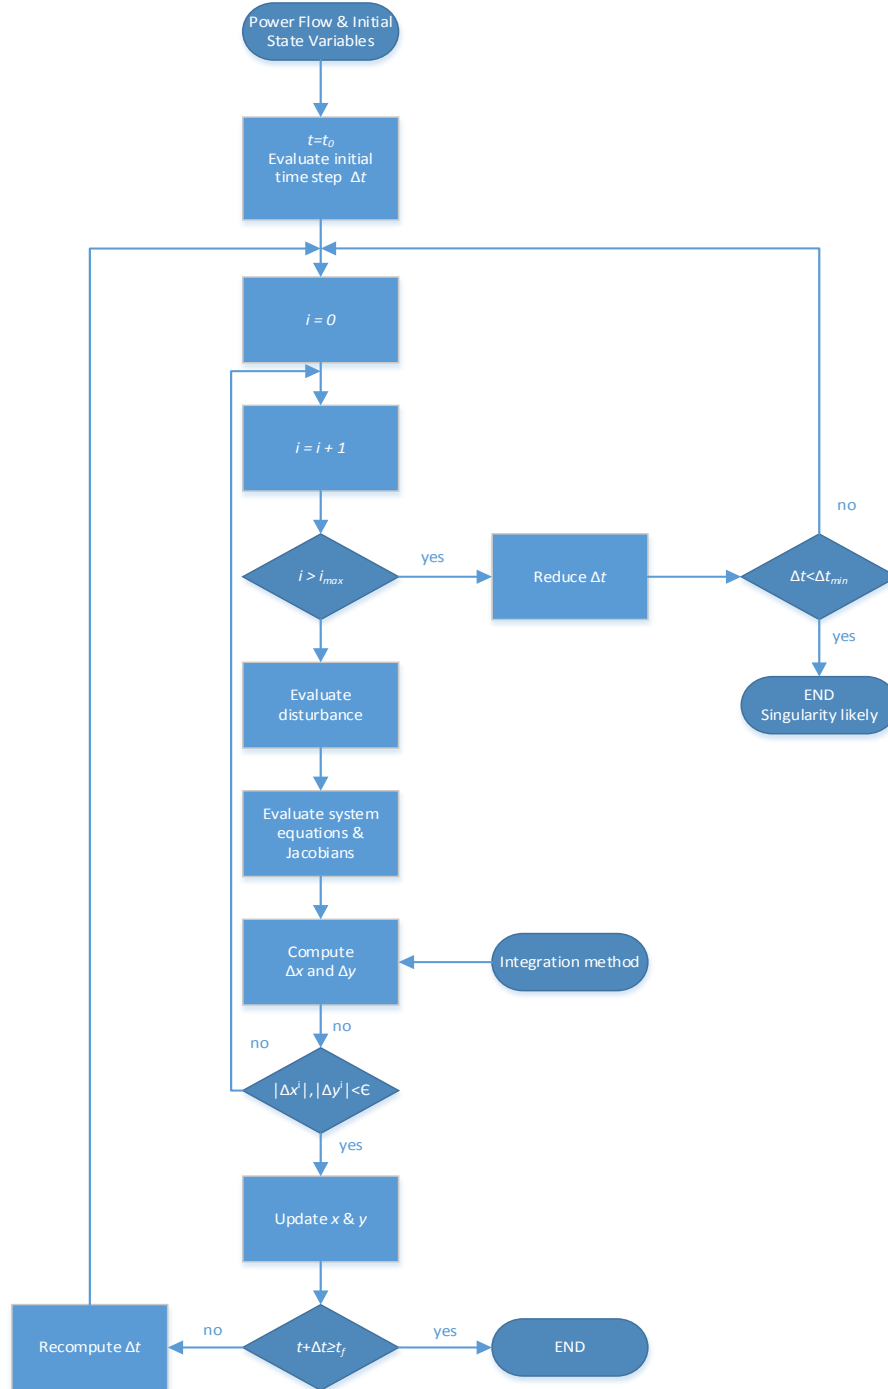 Power Flow & Initial
State Variables
t=t₀
Evaluate initial
time step Δt
i = 0
i = i + 1
no
i > iₘₐₓ
yes
Reduce Δt
Δt<Δtₘᵢₙ
yes
Evaluate
disturbance
END
Singularity likely
Evaluate system
equations &
Jacobians
Compute
Δx and Δy
Integration method
no
no
|Δxⁱ|,|Δyⁱ|<Є
yes
Update x & y
Recompute Δt
no
t+Δt≥t_f
yes
END